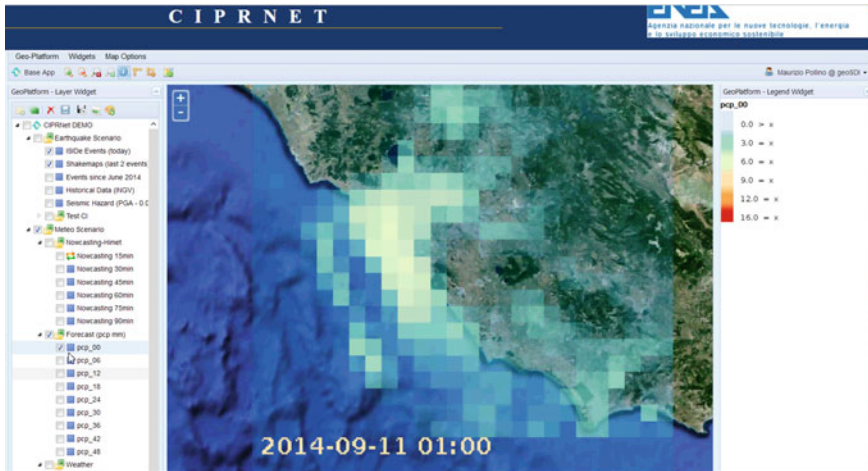 CIPRNET
Agenzia nazionale per le nuove tecnologie, l'energia
e lo sviluppo economico sostenibile
Geo-Platform Widgets Map Options
Base App
Maurizio Pollino @ geoSDI
GeoPlatform - Layer Widget
CIPRNet DEMO
Earthquake Scenario
ISIDe Events (today)
Shakemaps (last 2 events
Events since June 2014
Historical Data (INGV)
Seismic Hazard (PGA - 0.
Test CI
Meteo Scenario
Nowcasting-Himet
Nowcasting 15min
Nowcasting 30min
Nowcasting 45min
Nowcasting 60min
Nowcasting 75min
Nowcasting 90min
Forecast (pcp mm)
pcp_00
pcp_06
pcp_12
pcp_18
pcp_24
pcp_30
pcp_36
pcp_42
pcp_48
Weather
2014-09-11 01:00
GeoPlatform - Legend Widget
pcp_00
0.0 > x
3.0 = x
6.0 = x
9.0 = x
12.0 = x
16.0 = x